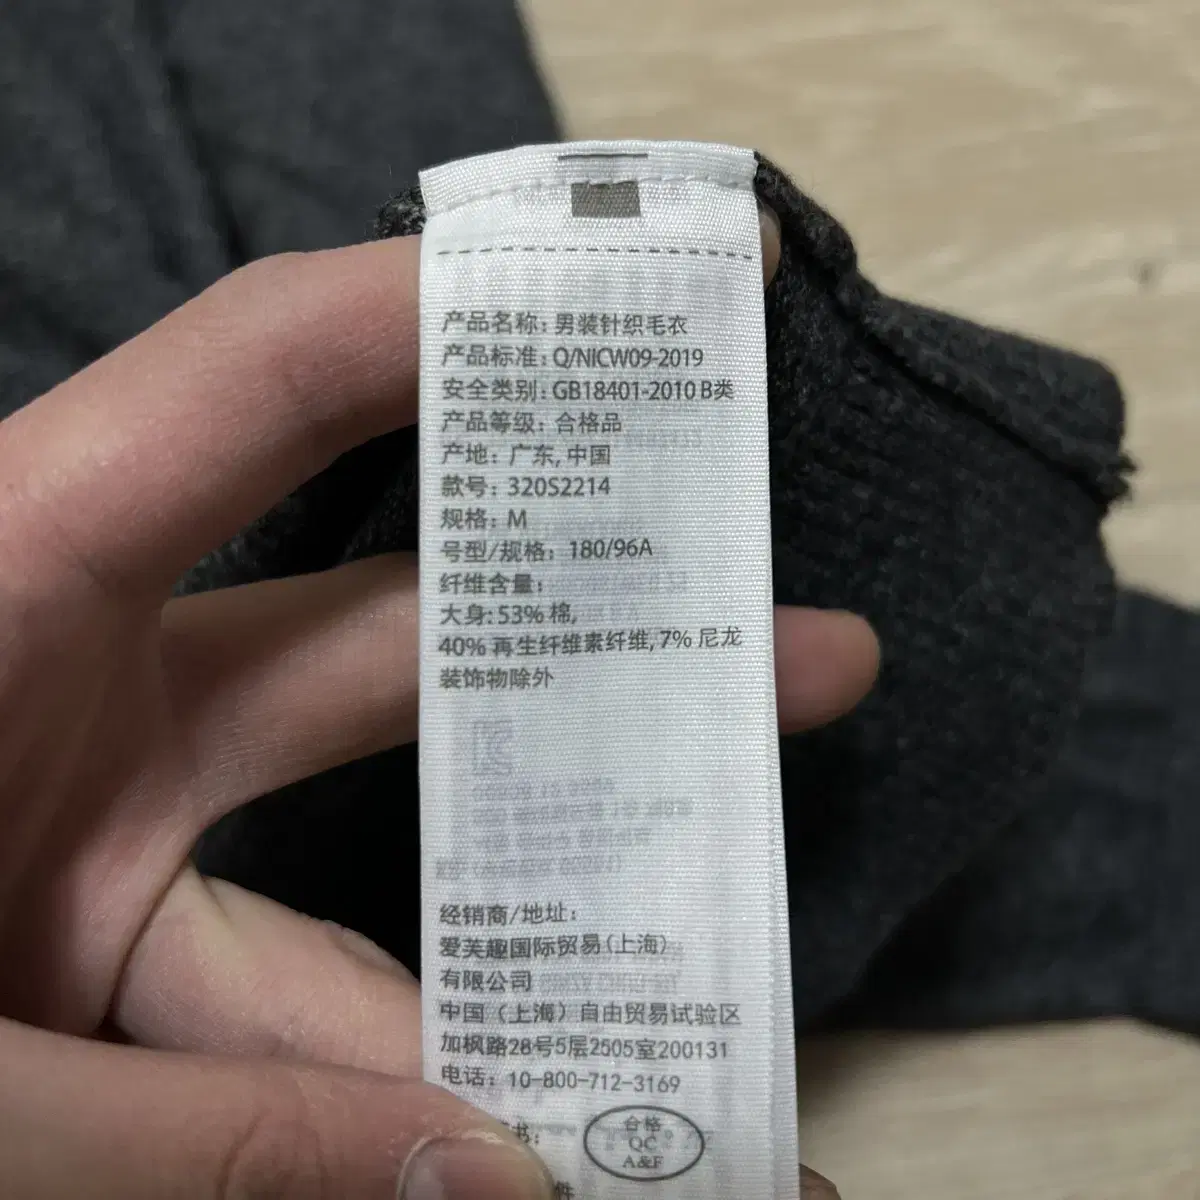 产品名称: 男装针织毛衣
产品标准: Q/NICW09-2019
安全类别: GB18401-2010 B类
产品等级: 合格品
产地: 广东, 中国
款号: 320S2214
规格: M
号型/规格: 180/96A
纤维含量:
大身: 53% 棉,
40% 再生纤维素纤维, 7% 尼龙
装饰物除外
经销商/地址:
爱芙趣国际贸易(上海)
有限公司
中国（上海）自由贸易试验区
加枫路28号5层2505室200131
电话: 10-800-712-3169
书:
合格
QC
A&F
件